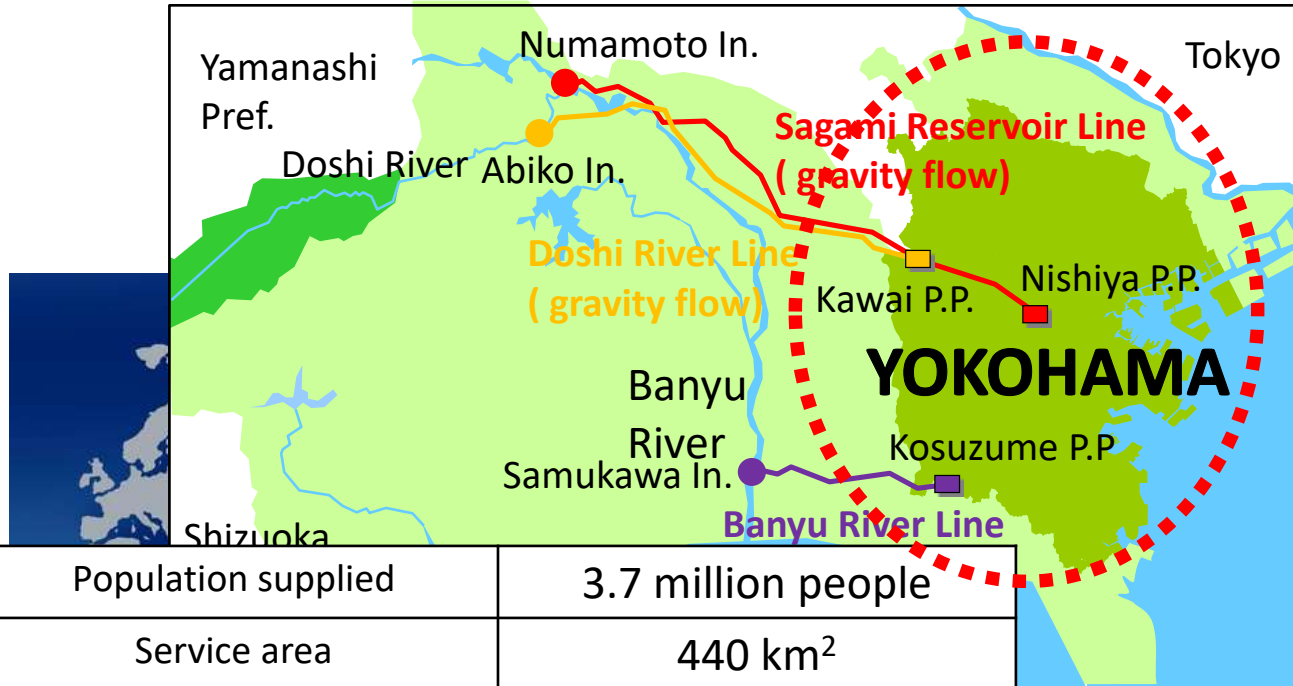 Numamoto In.
Tokyo
Yamanashi
Pref.
Sagami Reservoir Line
( gravity flow)
Doshi River
Abiko In.
Doshi River Line
( gravity flow)
Nishiya P.P.
Kawai P.P.
YOKOHAMA
Banyu
River
Kosuzume P.P
Samukawa In.
Banyu River Line
Shizuoka
Population supplied
3.7 million people
Service area
440 km²